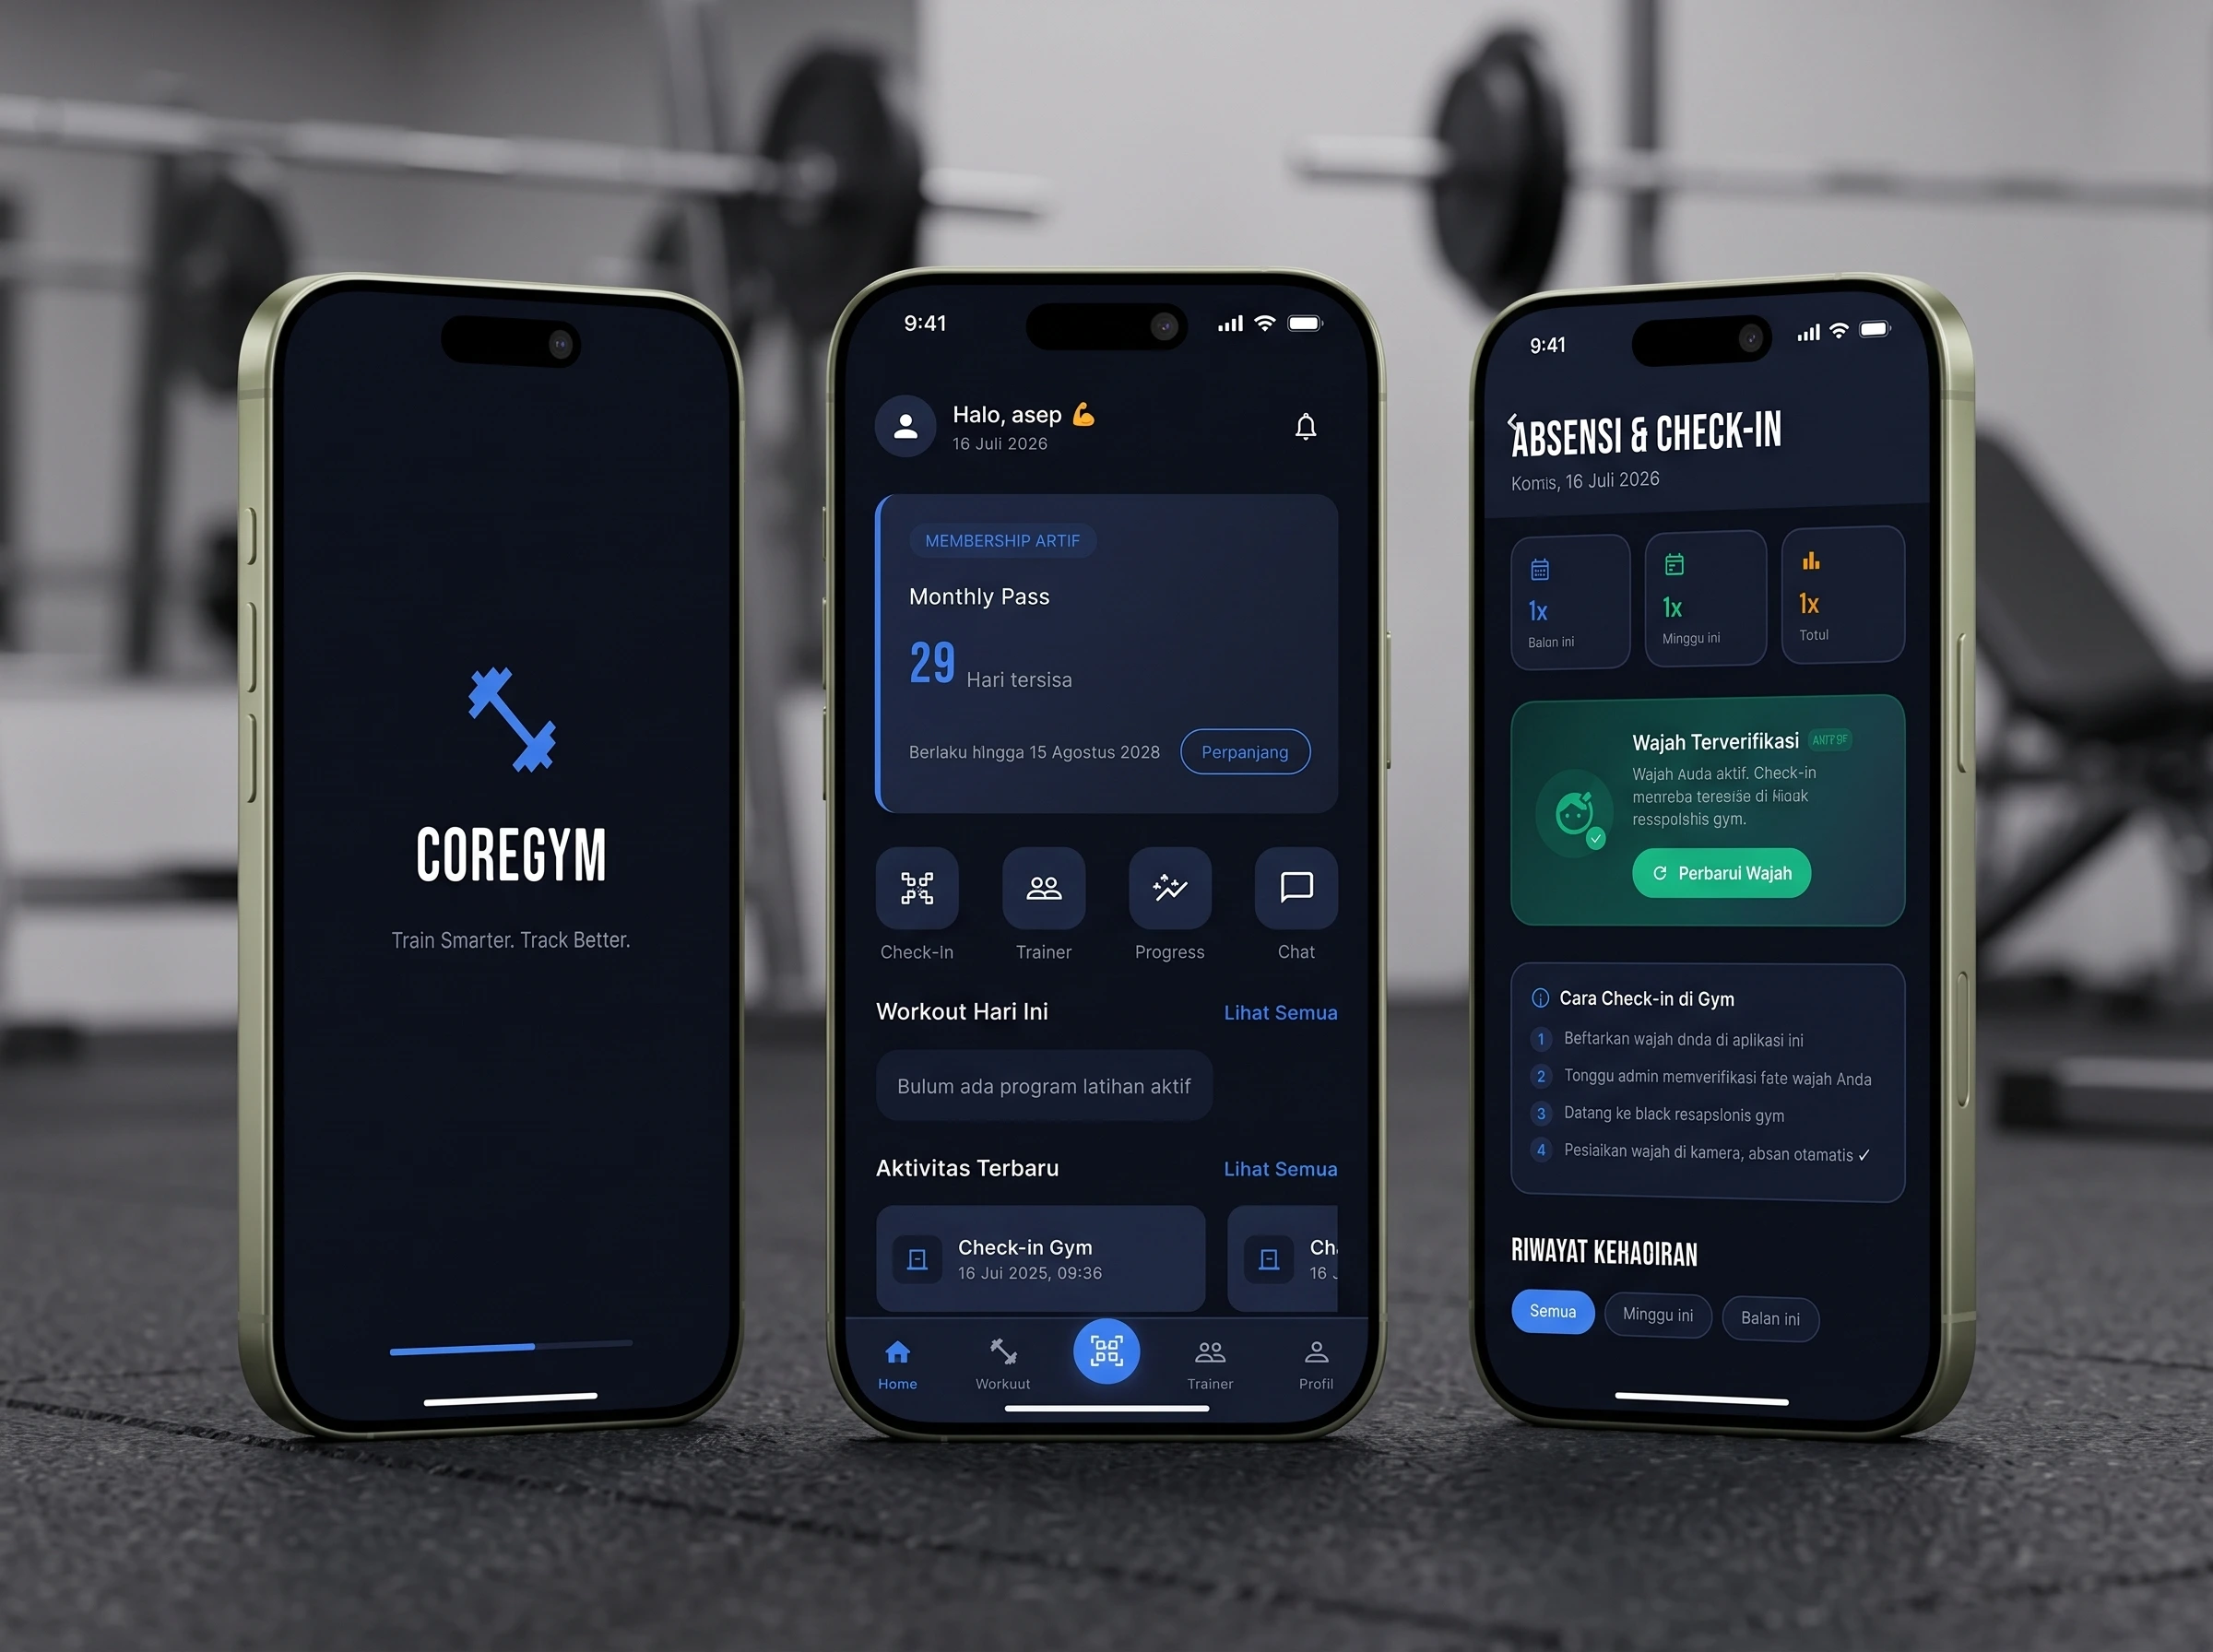 COREGYM
Train Smarter. Track Better.
9:41
Halo, asep 💪
16 Juli 2026
MEMBERSHIP ARTIF
Monthly Pass
29 Hari tersisa
Berlaku hIngga 15 Agostus 2028
Perpanjang
Check-In
Trainer
Progress
Chat
Workout Hari Ini
Lihat Semua
Bulum ada program latihan aktif
Aktivitas Terbaru
Lihat Semua
Check-in Gym
16 Jui 2025, 09:36
Ch
16 J
Home
Workuut
Trainer
Profil
9:41
ABSENSI & CHECK-IN
Komis, 16 Juli 2026
1x
Balan ini
1x
Minggu ini
1x
Totul
Wajah Terverifikasi
Wajah Auda aktif. Check-in
menreba di
resspolshis gym.
Perbarui Wajah
Cara Check-in di Gym
1 Beftarkan wajah dnda di aplikasi ini
2 Tonggu admin memverifikasi fate wajah Anda
3 Datang ke black resapslonis gym
4 Pesiaikan wajah di kamera, absan otamatis ✓
RIWAYAT KEHAOIRAN
Semua
Minggu ini
Balan ini